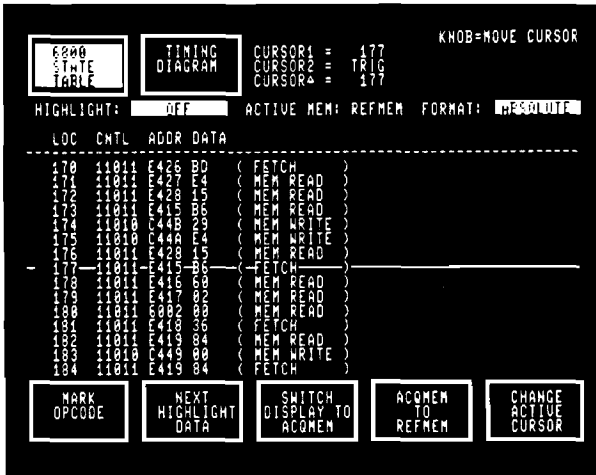 KNOB=MOVE CURSOR
6800 STATE TABLE
TIMING DIAGRAM
CURSOR1 = 177
CURSOR2 = TRIG
CURSOR△ = 177
HIGHLIGHT: OFF ACTIVE MEM: REFMEM FORMAT: ABSOLUTE
LOC CNTL ADDR DATA
170 11011 E426 BD ( FETCH )
171 11011 E427 E4 ( MEM READ )
172 11011 E428 15 ( MEM READ )
173 11011 E415 B6 ( MEM READ )
174 11010 C44B 29 ( MEM WRITE )
175 11010 C44A E4 ( MEM WRITE )
176 11011 E428 15 ( MEM READ )
177 11011 E415 B6 ( FETCH )
178 11011 E416 60 ( MEM READ )
179 11011 E417 02 ( MEM READ )
180 11011 6002 00 ( MEM READ )
181 11011 E418 36 ( FETCH )
182 11011 E419 84 ( MEM READ )
183 11010 C449 00 ( MEM WRITE )
184 11011 E419 84 ( FETCH )
MARK OPCODE
NEXT HIGHLIGHT DATA
SWITCH DISPLAY TO ACQMEM
ACQMEM TO REFMEM
CHANGE ACTIVE CURSOR